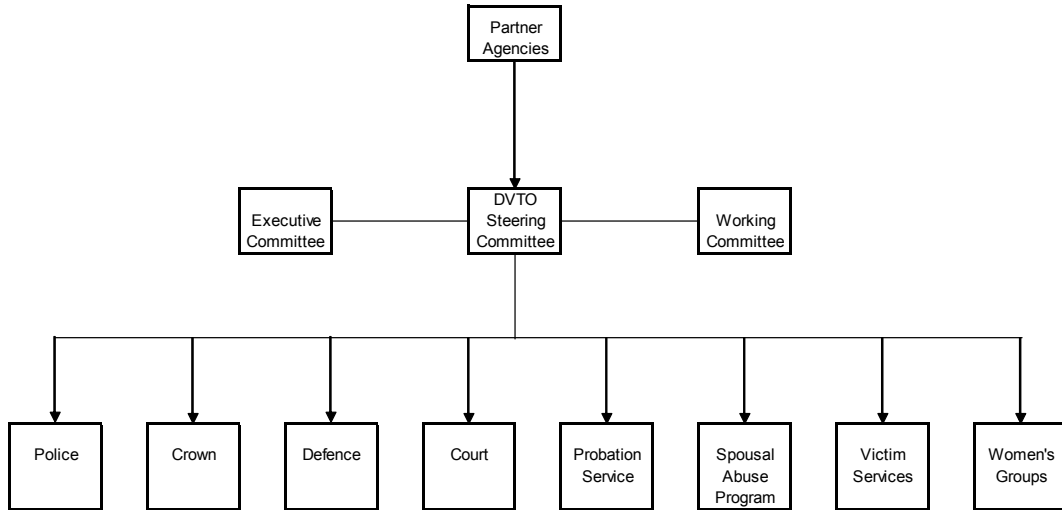 Partner
Agencies
Executive
Committee
DVTO
Steering
Committee
Working
Committee
Police
Crown
Defence
Court
Probation
Service
Spousal
Abuse
Program
Victim
Services
Women's
Groups